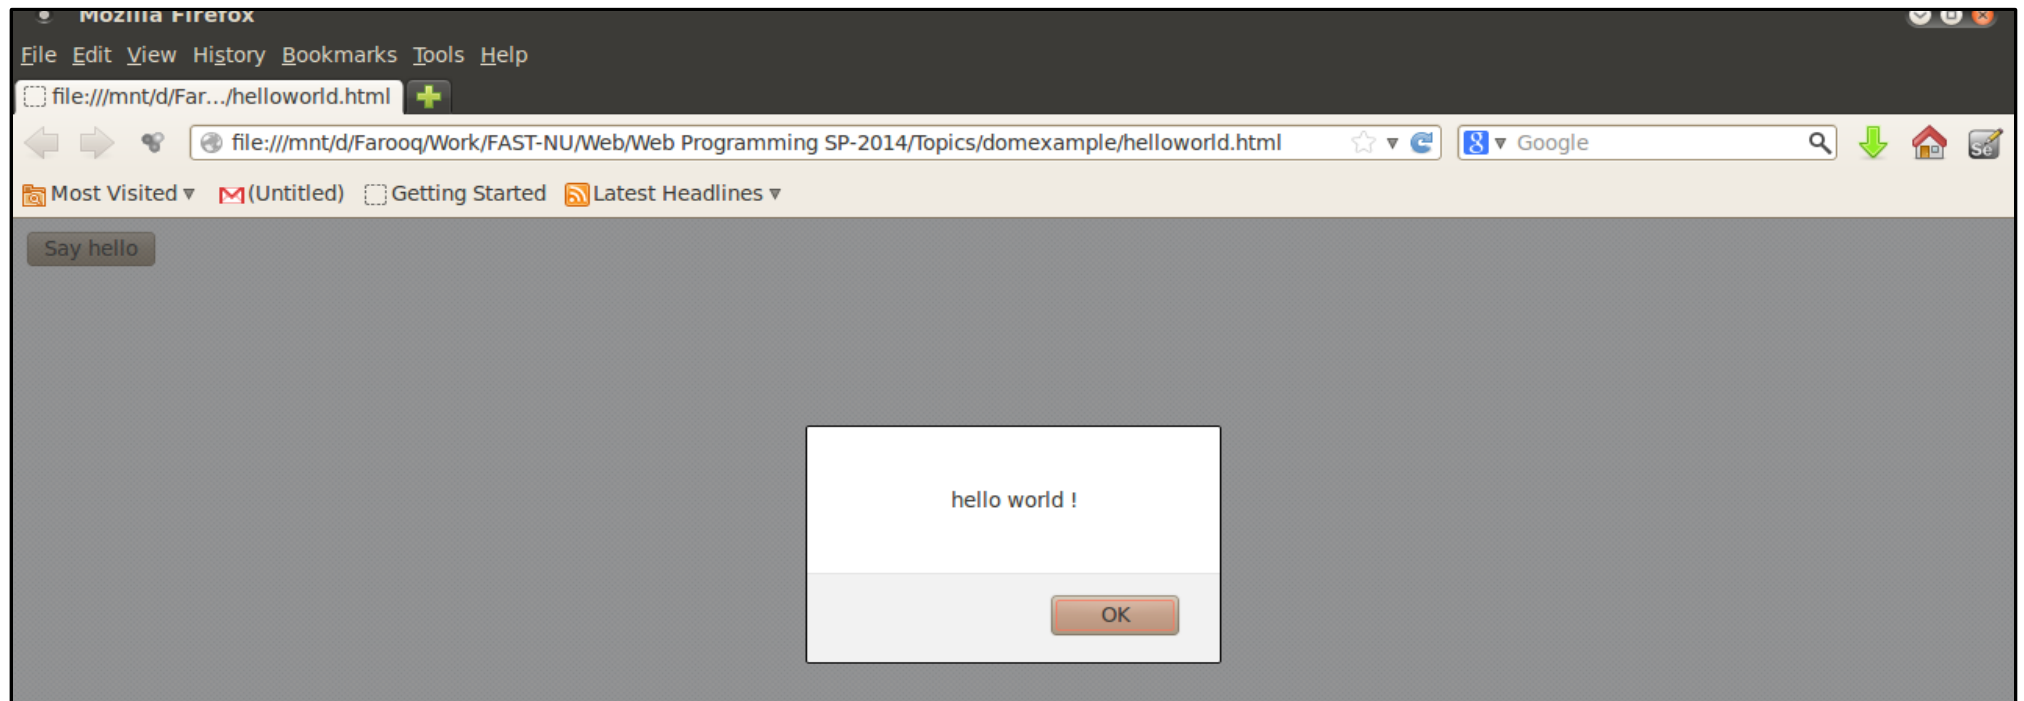 Mozilla Firefox
File Edit View History Bookmarks Tools Help
file:///mnt/d/Far.../helloworld.html
file:///mnt/d/Farooq/Work/FAST-NU/Web/Web Programming SP-2014/Topics/domexample/helloworld.html 8 Google Se
Most Visited (Untitled) Getting Started Latest Headlines
Say hello
hello world !
OK